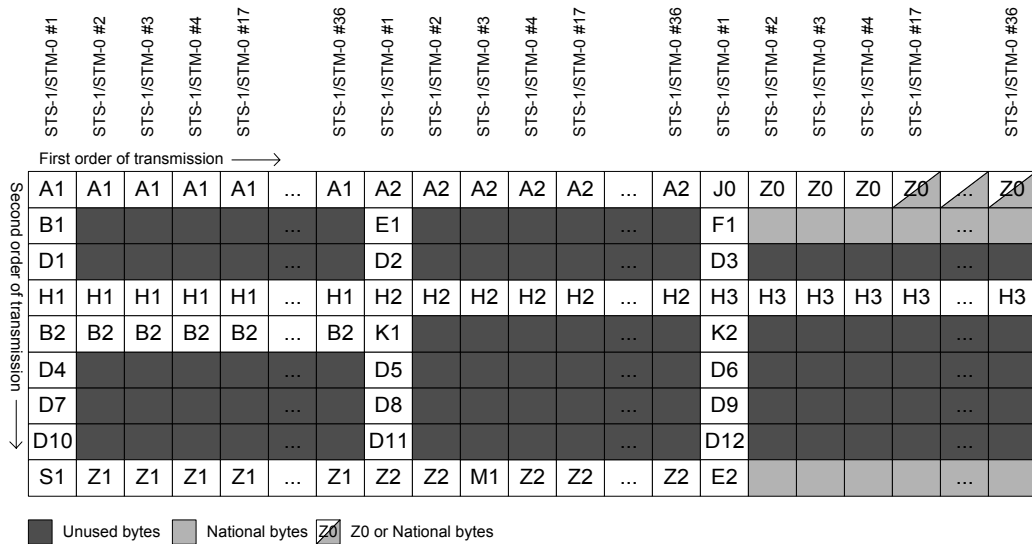 STS-1/STM-0 #1 STS-1/STM-0 #2 STS-1/STM-0 #3 STS-1/STM-0 #4 STS-1/STM-0 #17 STS-1/STM-0 #36 STS-1/STM-0 #1 STS-1/STM-0 #2 STS-1/STM-0 #3 STS-1/STM-0 #4 STS-1/STM-0 #17 STS-1/STM-0 #36 STS-1/STM-0 #1 STS-1/STM-0 #2 STS-1/STM-0 #3 STS-1/STM-0 #4 STS-1/STM-0 #17 STS-1/STM-0 #36
First order of transmission
Second order of transmission
A1 A1 A1 A1 A1 ... A1 A2 A2 A2 A2 A2 ... A2 J0 Z0 Z0 Z0 Z0 ... Z0
B1 ... E1 ... F1 ...
D1 ... D2 ... D3 ...
H1 H1 H1 H1 H1 ... H1 H2 H2 H2 H2 H2 ... H2 H3 H3 H3 H3 H3 ... H3
B2 B2 B2 B2 B2 ... B2 K1 ... K2 ...
D4 ... D5 ... D6 ...
D7 ... D8 ... D9 ...
D10 ... D11 ... D12 ...
S1 Z1 Z1 Z1 Z1 ... Z1 Z2 Z2 M1 Z2 Z2 ... Z2 E2 ...
Unused bytes National bytes Z0 Z0 or National bytes